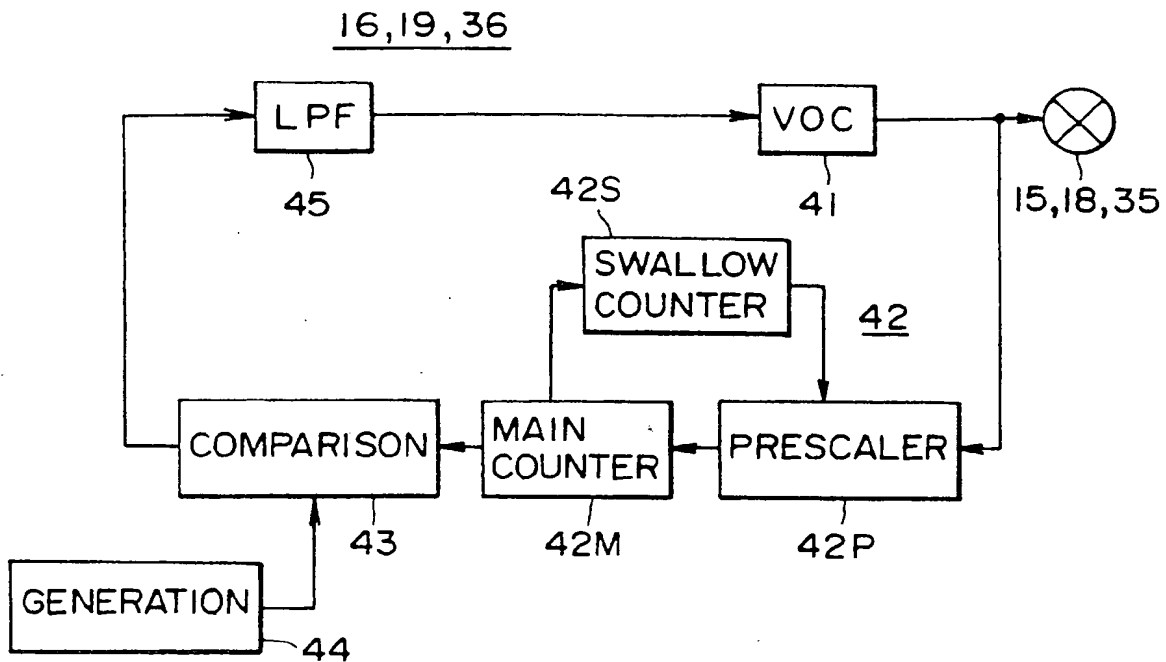 16,19,36
LPF
VOC
45
42S
41
15,18,35
SWALLOW
COUNTER
42
COMPARISON
MAIN
COUNTER
PRESCALER
43
42M
42P
GENERATION
44